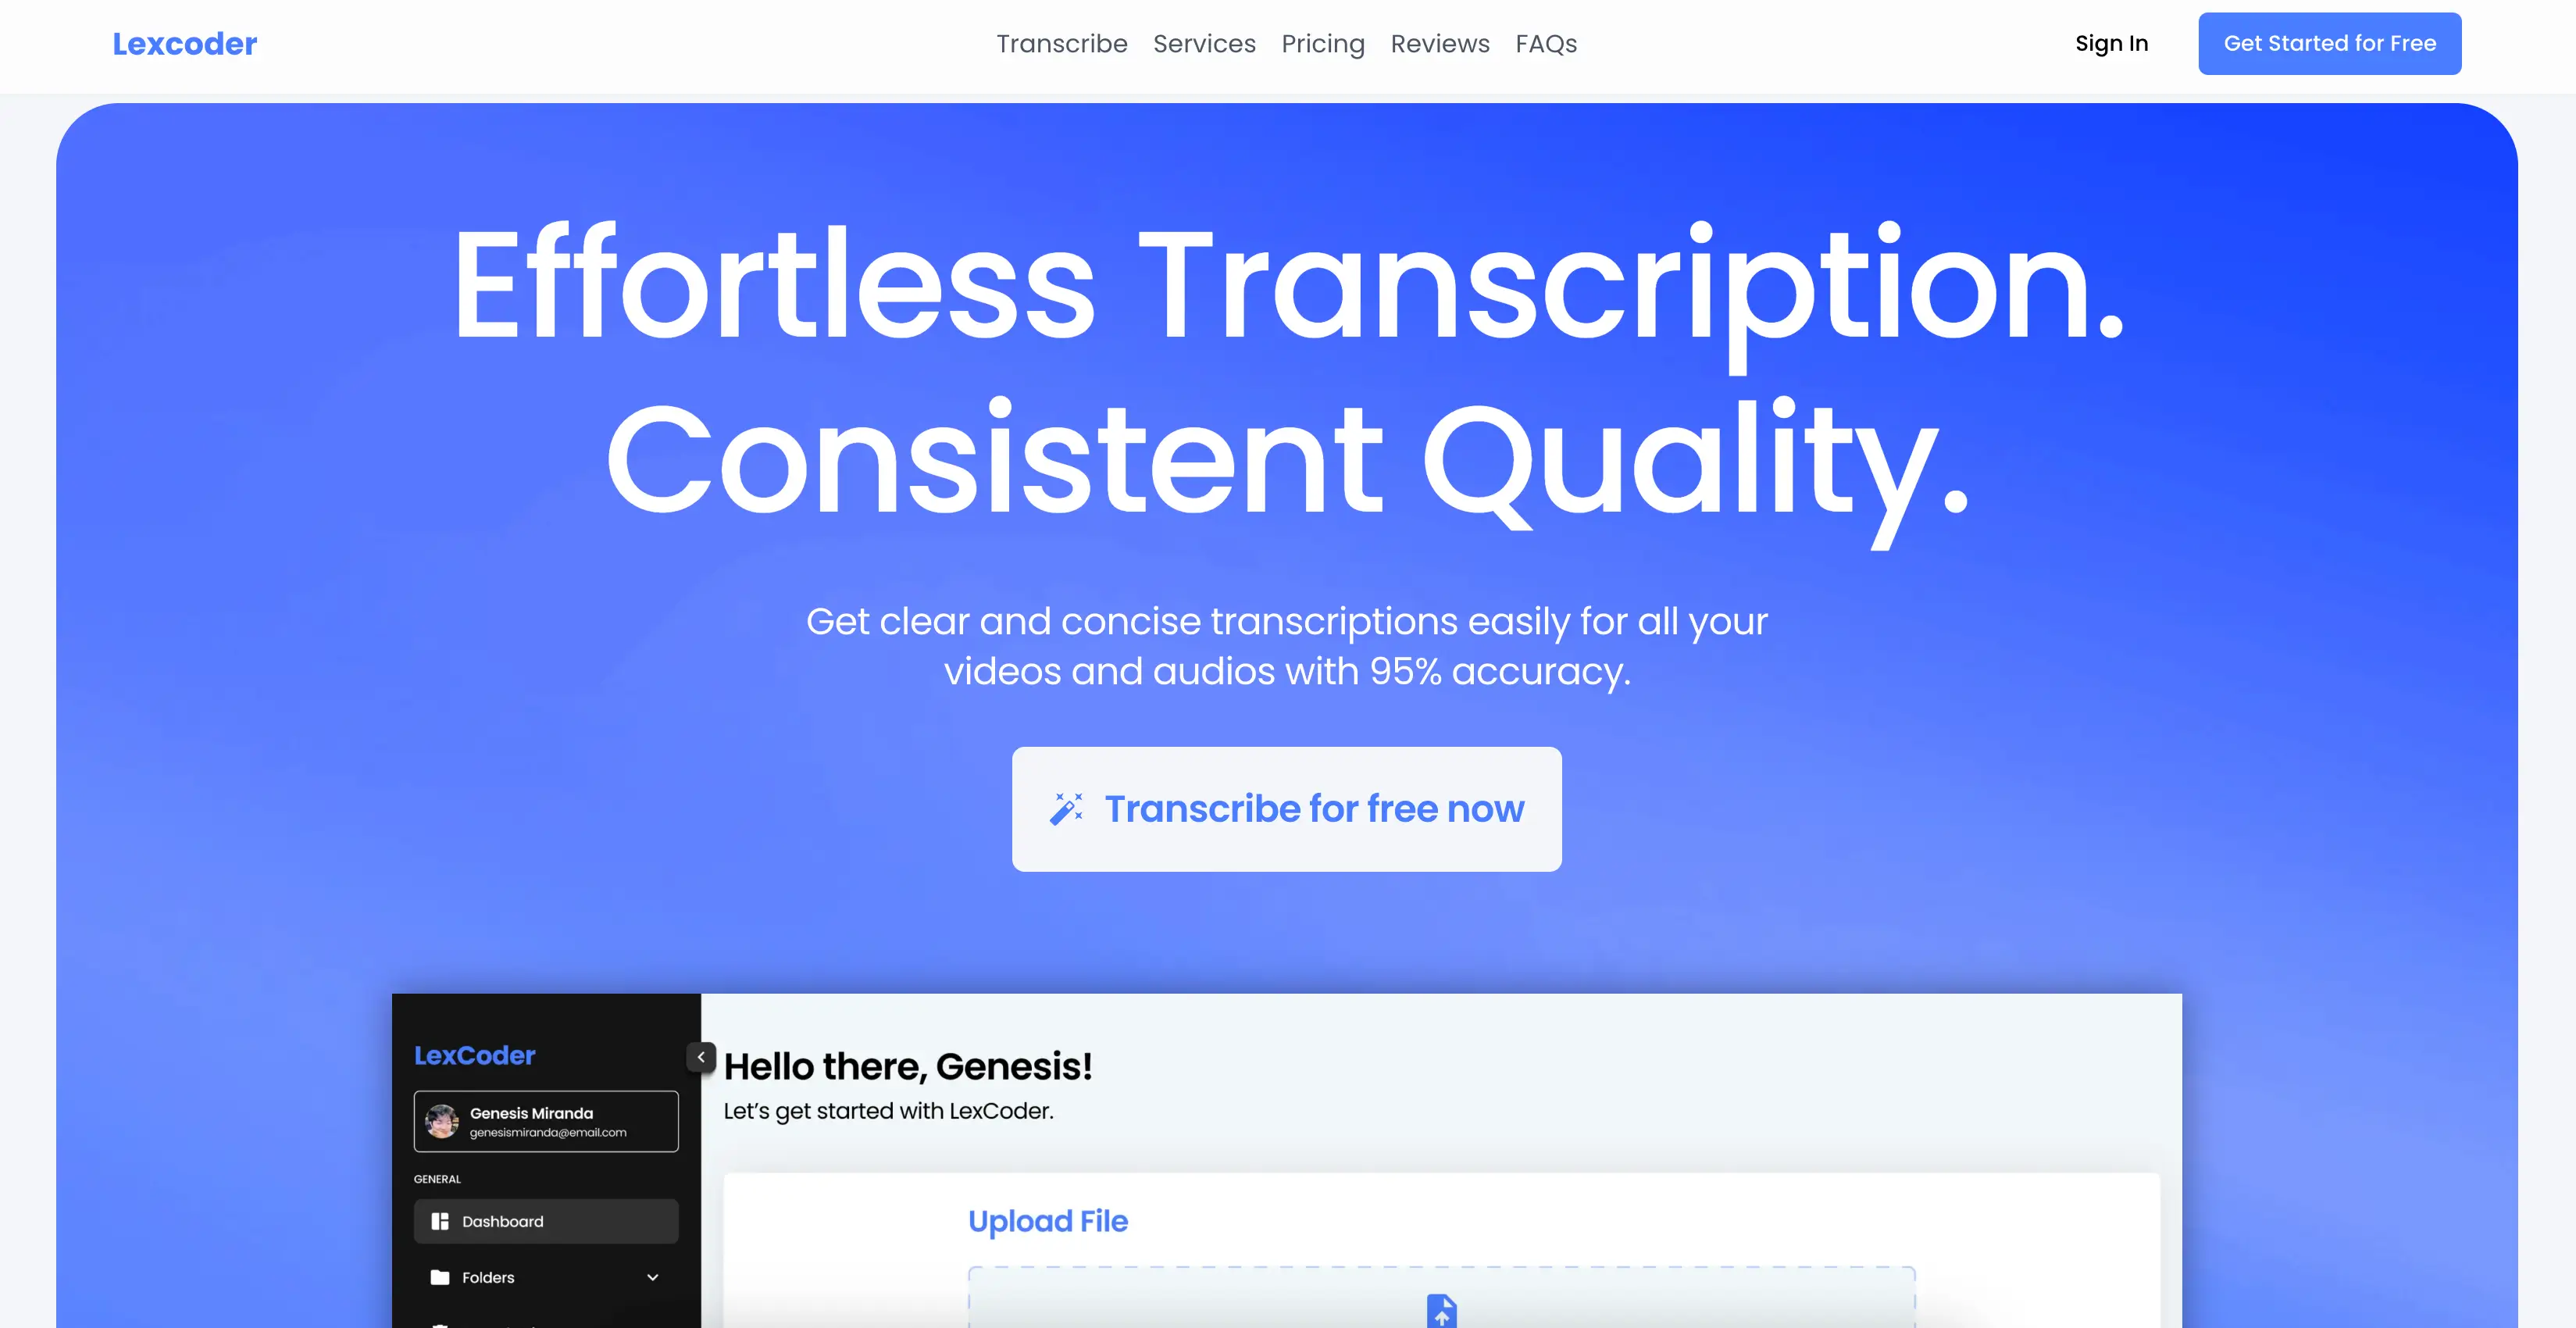 Lexcoder
Transcribe Services Pricing Reviews FAQs
Sign In
Get Started for Free
Effortless Transcription.
Consistent Quality.
Get clear and concise transcriptions easily for all your
videos and audios with 95% accuracy.
Transcribe for free now
LexCoder
Genesis Miranda
genesismiranda@email.com
GENERAL
Dashboard
Folders
Hello there, Genesis!
Let’s get started with LexCoder.
Upload File